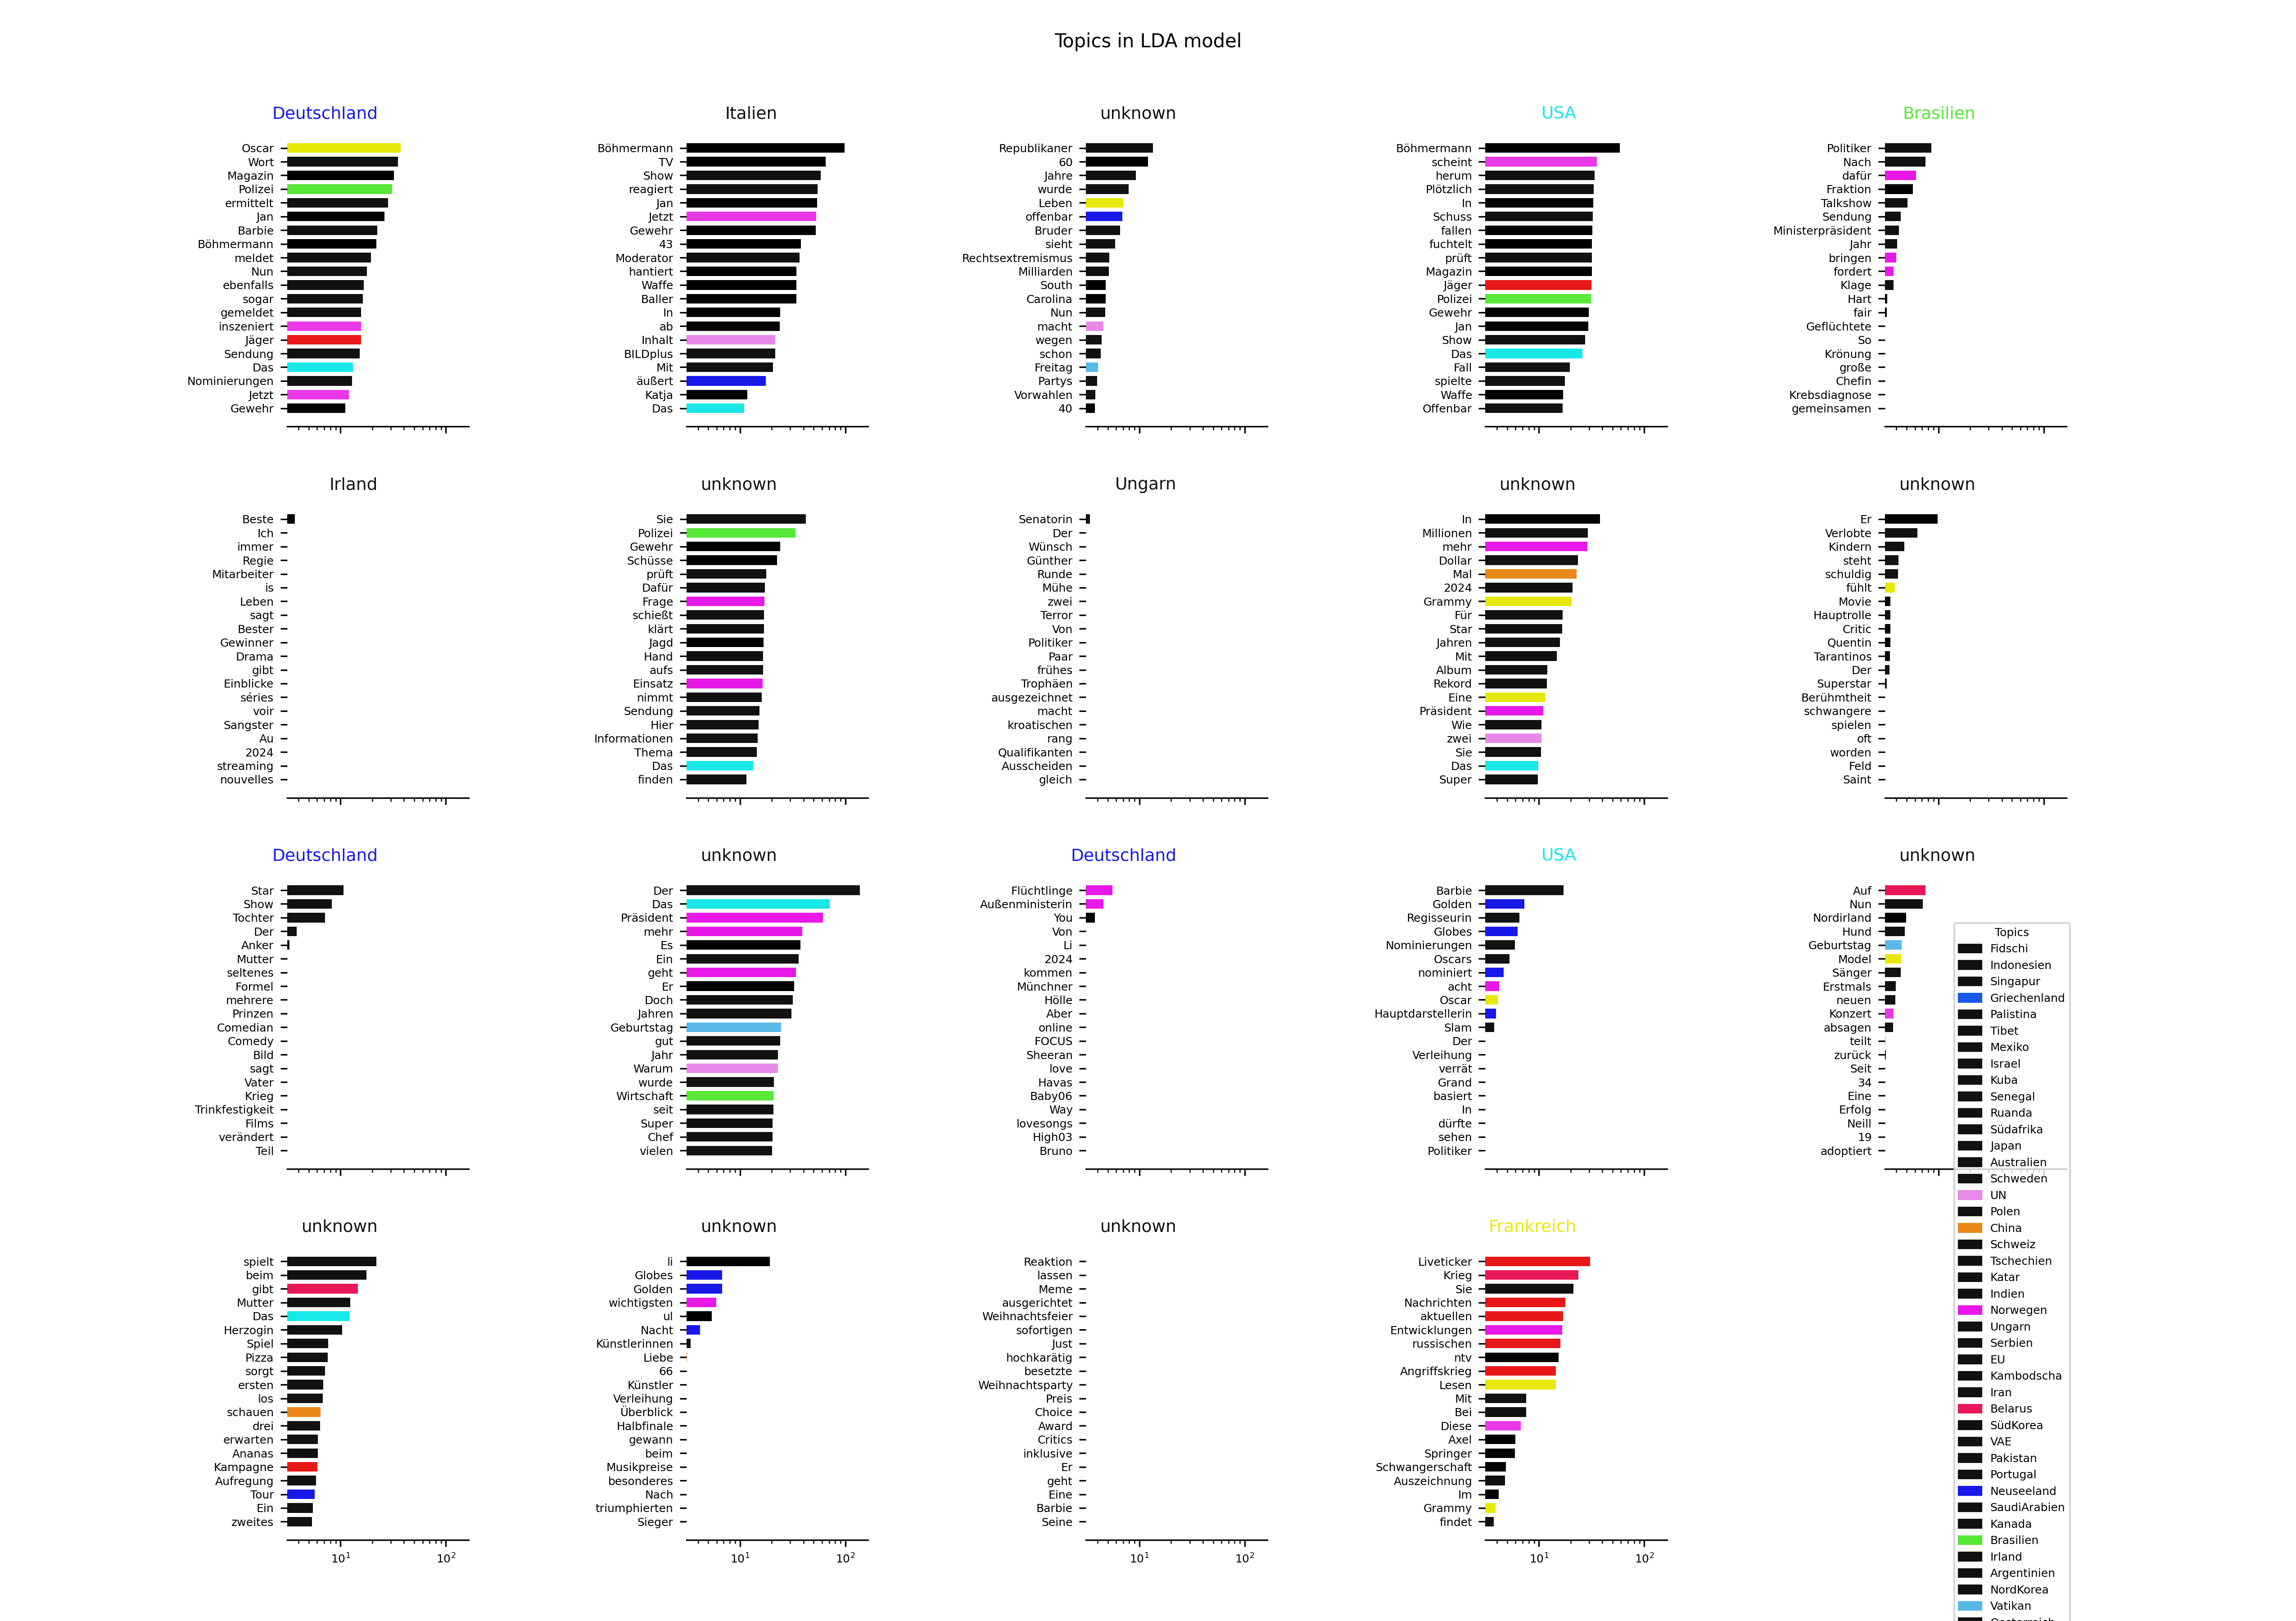 Topics in LDA model
Deutschland
Oscar
Wort
Magazin
Polizei
ermittelt
Jan
Barbie
Böhmermann
meldet
Nun
ebenfalls
sogar
gemeldet
inszeniert
Jäger
Sendung
Das
Nominierungen
Jetzt
Gewehr
Italien
Böhmermann
TV
Show
reagiert
Jan
Jetzt
Gewehr
43
Moderator
hantiert
Waffe
Baller
In
ab
Inhalt
BILDplus
Mit
äußert
Katja
Das
unknown
Republikaner
60
Jahre
wurde
Leben
offenbar
Bruder
sieht
Rechtsextremismus
Milliarden
South
Carolina
Nun
macht
wegen
schon
Freitag
Partys
Vorwahlen
40
USA
Böhmermann
scheint
herum
Plötzlich
In
Schuss
fallen
fuchtelt
prüft
Magazin
Jäger
Polizei
Gewehr
Jan
Show
Das
Fall
spielte
Waffe
Offenbar
Brasilien
Politiker
Nach
dafür
Fraktion
Talkshow
Sendung
Ministerpräsident
Jahr
bringen
fordert
Klage
Hart
fair
Geflüchtete
So
Krönung
große
Chefin
Krebsdiagnose
gemeinsamen
Irland
Beste
Ich
immer
Regie
Mitarbeiter
is
Leben
sagt
Bester
Gewinner
Drama
gibt
Einblicke
séries
voir
Sangster
Au
2024
streaming
nouvelles
unknown
Sie
Polizei
Gewehr
Schüsse
prüft
Dafür
Frage
schießt
klärt
Jagd
Hand
aufs
Einsatz
nimmt
Sendung
Hier
Informationen
Thema
Das
finden
Ungarn
Senatorin
Der
Wünsch
Günther
Runde
Mühe
zwei
Terror
Von
Politiker
Paar
frühes
Trophäen
ausgezeichnet
macht
kroatischen
rang
Qualifikanten
Ausscheiden
gleich
unknown
In
Millionen
mehr
Dollar
Mal
2024
Grammy
Für
Star
Jahren
Mit
Album
Rekord
Eine
Präsident
Wie
zwei
Sie
Das
Super
unknown
Er
Verlobte
Kindern
steht
schuldig
fühlt
Movie
Hauptrolle
Critic
Quentin
Tarantinos
Der
Superstar
Berühmtheit
schwangere
spielen
oft
worden
Feld
Saint
Deutschland
Star
Show
Tochter
Der
Anker
Mutter
seltenes
Formel
mehrere
Prinzen
Comedian
Comedy
Bild
sagt
Vater
Krieg
Trinkfestigkeit
Films
verändert
Teil
unknown
Der
Das
Präsident
mehr
Es
Ein
geht
Er
Doch
Jahren
Geburtstag
gut
Jahr
Warum
wurde
Wirtschaft
seit
Super
Chef
vielen
Deutschland
Flüchtlinge
Außenministerin
You
Von
Li
2024
kommen
Münchner
Hölle
Aber
online
FOCUS
Sheeran
love
Havas
Baby06
Way
lovesongs
High03
Bruno
USA
Barbie
Golden
Regisseurin
Globes
Nominierungen
Oscars
nominiert
acht
Oscar
Hauptdarstellerin
Slam
Der
Verleihung
verrät
Grand
basiert
In
dürfte
sehen
Politiker
unknown
Auf
Nun
Nordirland
Hund
Geburtstag
Model
Sänger
Erstmals
neuen
Konzert
absagen
teilt
zurück
Seit
34
Eine
Erfolg
Neill
19
adoptiert
unknown
spielt
beim
gibt
Mutter
Das
Herzogin
Spiel
Pizza
sorgt
ersten
los
schauen
drei
erwarten
Ananas
Kampagne
Aufregung
Tour
Ein
zweites
10¹
10²
unknown
li
Globes
Golden
wichtigsten
ul
Nacht
Künstlerinnen
Liebe
66
Künstler
Verleihung
Überblick
Halbfinale
gewann
beim
Musikpreise
besonderes
Nach
triumphierten
Sieger
10¹
10²
unknown
Reaktion
lassen
Meme
ausgerichtet
Weihnachtsfeier
sofortigen
Just
hochkarätig
besetzte
Weihnachtsparty
Preis
Choice
Award
Critics
inklusive
Er
geht
Eine
Barbie
Seine
10¹
10²
Frankreich
Liveticker
Krieg
Sie
Nachrichten
aktuellen
Entwicklungen
russischen
ntv
Angriffskrieg
Lesen
Mit
Bei
Diese
Axel
Springer
Schwangerschaft
Auszeichnung
Im
Grammy
findet
10¹
10²
Topics
Fidschi
Indonesien
Singapur
Griechenland
Palistina
Tibet
Mexiko
Israel
Kuba
Senegal
Ruanda
Südafrika
Japan
Australien
Schweden
UN
Polen
China
Schweiz
Tschechien
Katar
Indien
Norwegen
Ungarn
Serbien
EU
Kambodscha
Iran
Belarus
SüdKorea
VAE
Pakistan
Portugal
Neuseeland
SaudiArabien
Kanada
Brasilien
Irland
Argentinien
NordKorea
Vatikan